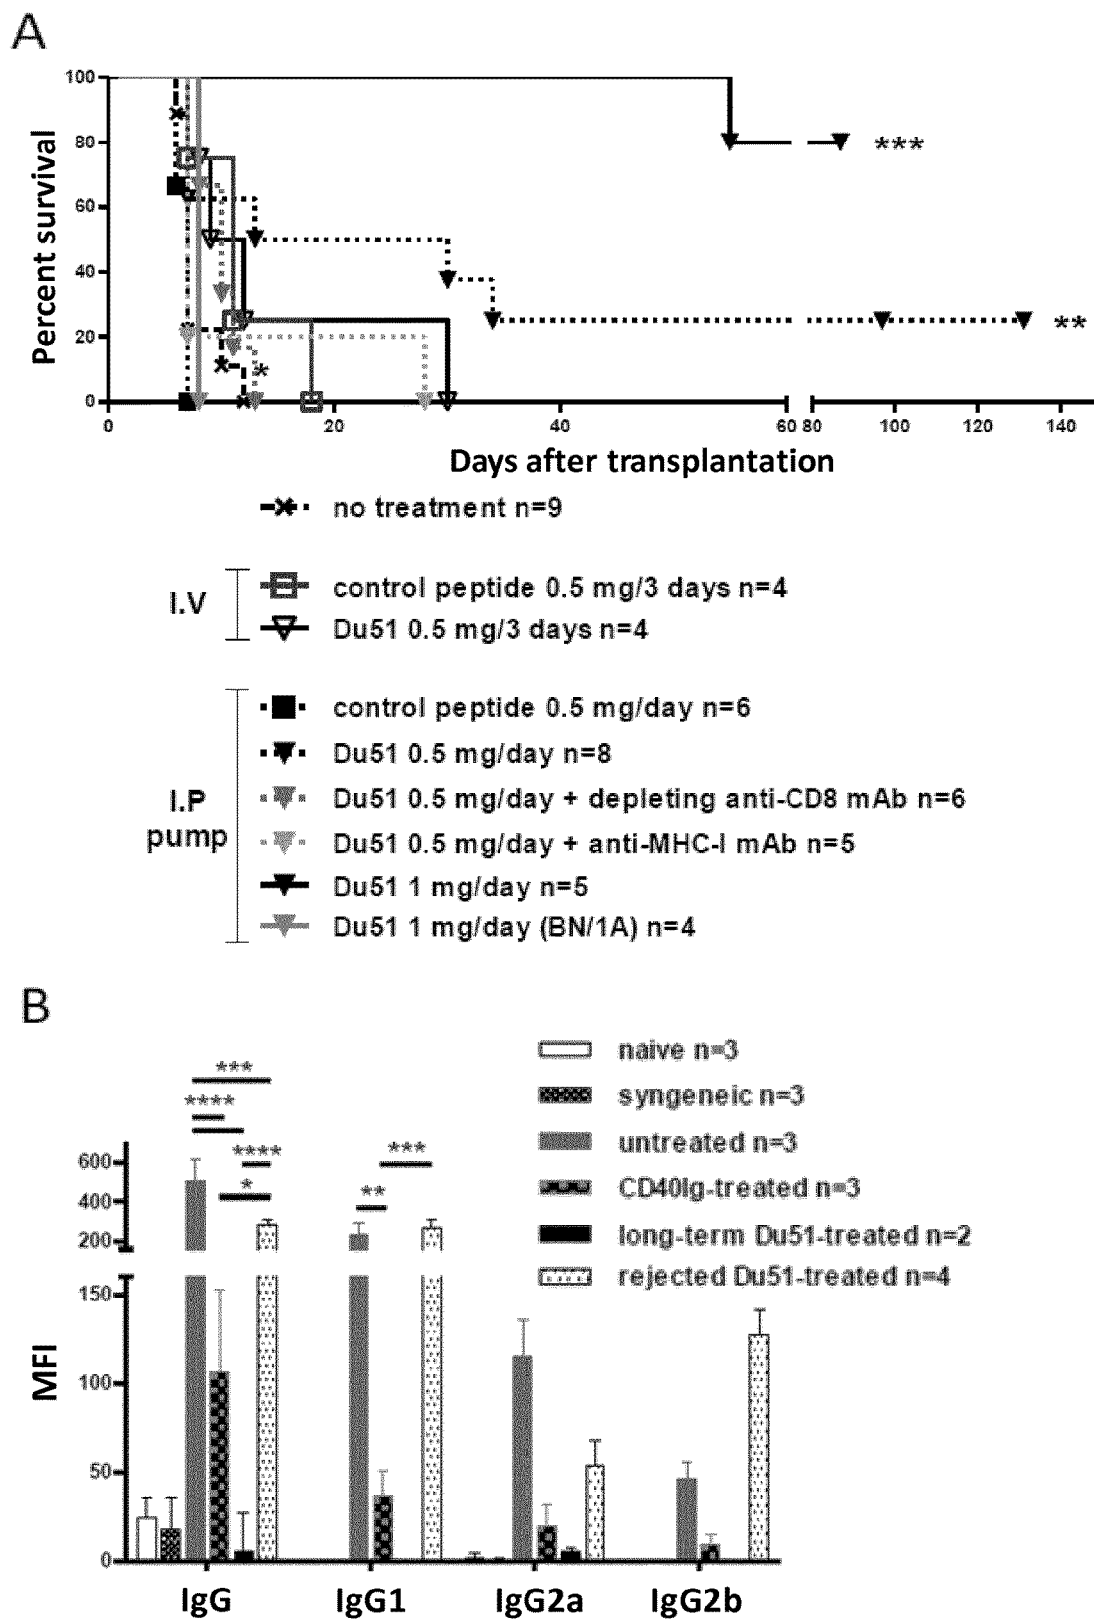 A
Percent survival
100
80
60
40
20
0
***
**
*
0 20 40 60 80 100 120 140
Days after transplantation
no treatment n=9
I.V
control peptide 0.5 mg/3 days n=4
Du51 0.5 mg/3 days n=4
I.P pump
control peptide 0.5 mg/day n=6
Du51 0.5 mg/day n=8
Du51 0.5 mg/day + depleting anti-CD8 mAb n=6
Du51 0.5 mg/day + anti-MHC-I mAb n=5
Du51 1 mg/day n=5
Du51 1 mg/day (BN/1A) n=4
B
naive n=3
syngeneic n=3
untreated n=3
CD40Ig-treated n=3
long-term Du51-treated n=2
rejected Du51-treated n=4
***
****
****
*
***
**
MFI
600
400
200
150
100
50
0
IgG IgG1 IgG2a IgG2b